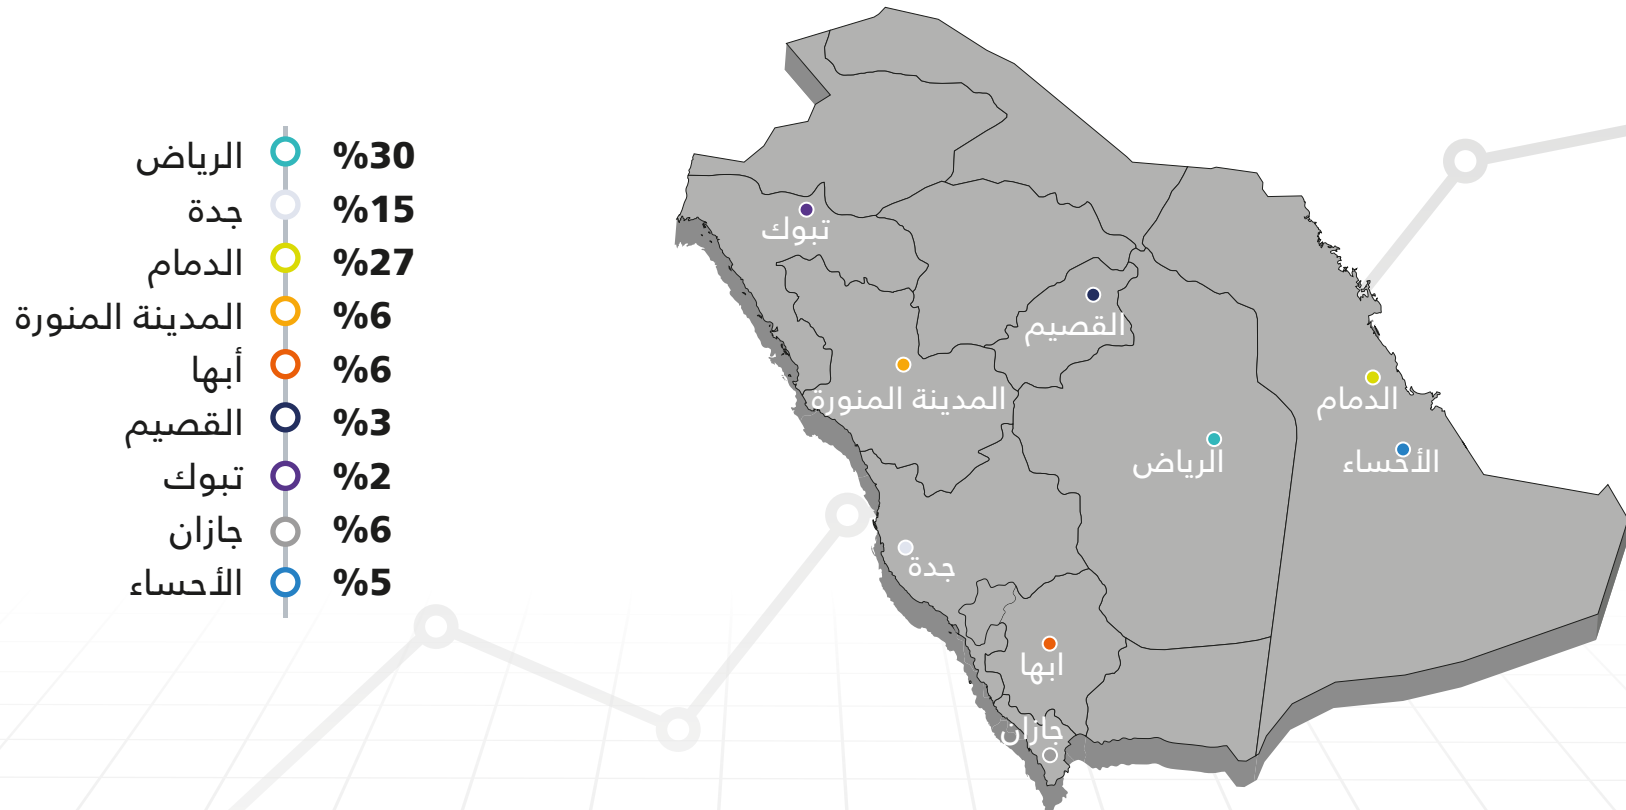 الرياض %30
جدة %15
الدمام %27
المدينة المنورة %6
أبها %6
القصيم %3
تبوك %2
جازان %6
الأحساء %5
تبوك
القصيم
المدينة المنورة
الدمام
الرياض
الأحساء
جدة
ابها
جازان